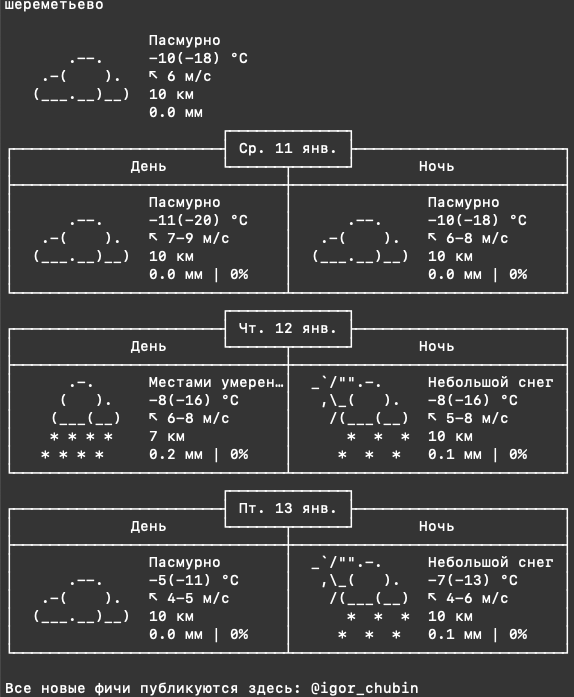 шереметьево
Пасмурно
-10(-18) °C
↖ 6 м/с
10 км
0.0 мм
Ср. 11 янв.
День
Ночь
Пасмурно
-11(-20) °C
↖ 7-9 м/с
10 км
0.0 мм | 0%
Пасмурно
-10(-18) °C
↖ 6-8 м/с
10 км
0.0 мм | 0%
Чт. 12 янв.
День
Ночь
Местами умерен…
-8(-16) °C
↖ 6-8 м/с
7 км
0.2 мм | 0%
Небольшой снег
-8(-16) °C
↖ 5-8 м/с
10 км
0.1 мм | 0%
Пт. 13 янв.
День
Ночь
Пасмурно
-5(-11) °C
↖ 4-5 м/с
10 км
0.0 мм | 0%
Небольшой снег
-7(-13) °C
↖ 4-6 м/с
10 км
0.1 мм | 0%
Все новые фичи публикуются здесь: @igor_chubin